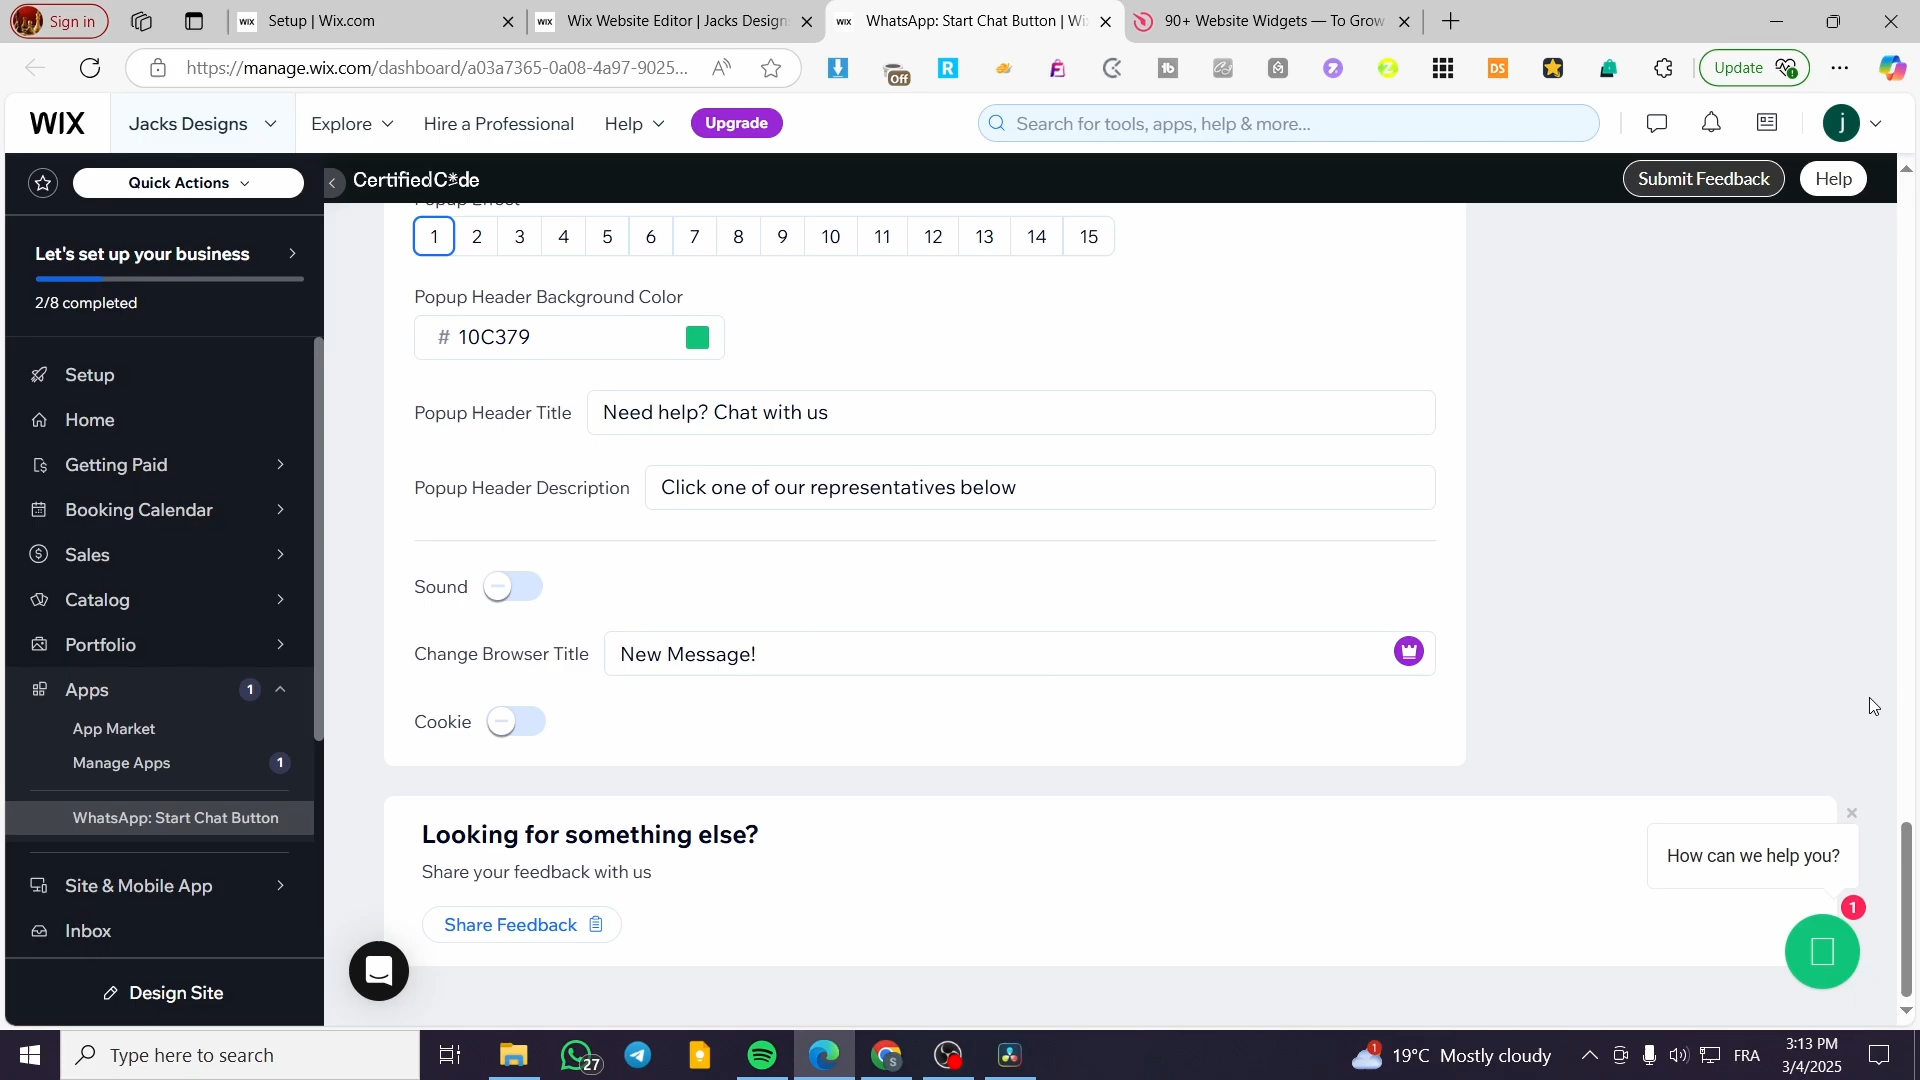 Sign in
Setup | Wix.com
Wix Website Editor | Jacks Design
WhatsApp: Start Chat Button | Wi
90+ Website Widgets — To Grow
https://manage.wix.com/dashboard/a03a7365-0a08-4a97-9025...
Off
Update
WIX
Jacks Designs
Explore
Hire a Professional
Help
Upgrade
Search for tools, apps, help & more...
j
Quick Actions
CertifiedC*de
Submit Feedback
Help
Let's set up your business
2/8 completed
Setup
Home
Getting Paid
Booking Calendar
Sales
Catalog
Portfolio
Apps 1
App Market
Manage Apps 1
WhatsApp: Start Chat Button
Site & Mobile App
Inbox
Design Site
Popup Effect
1 2 3 4 5 6 7 8 9 10 11 12 13 14 15
Popup Header Background Color
# 10C379
Popup Header Title Need help? Chat with us
Popup Header Description Click one of our representatives below
Sound
Change Browser Title New Message!
Cookie
Looking for something else?
Share your feedback with us
Share Feedback
How can we help you?
1
Type here to search
27
1
19°C Mostly cloudy
FRA
3:13 PM
3/4/2025